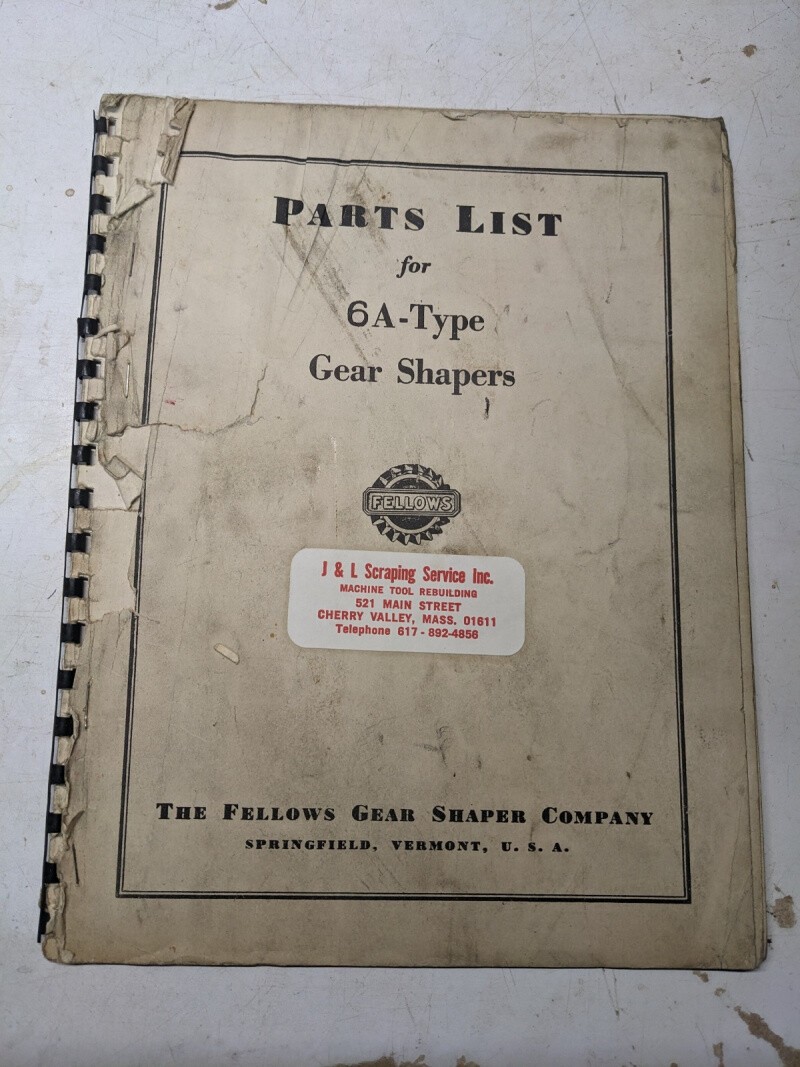 PARTS LIST
for
6A-Type
Gear Shapers
FELLOWS
J & L Scraping Service Inc.
MACHINE TOOL REBUILDING
521 MAIN STREET
CHERRY VALLEY, MASS. 01611
Telephone 617 - 892-4856
THE FELLOWS GEAR SHAPER COMPANY
SPRINGFIELD, VERMONT, U. S. A.